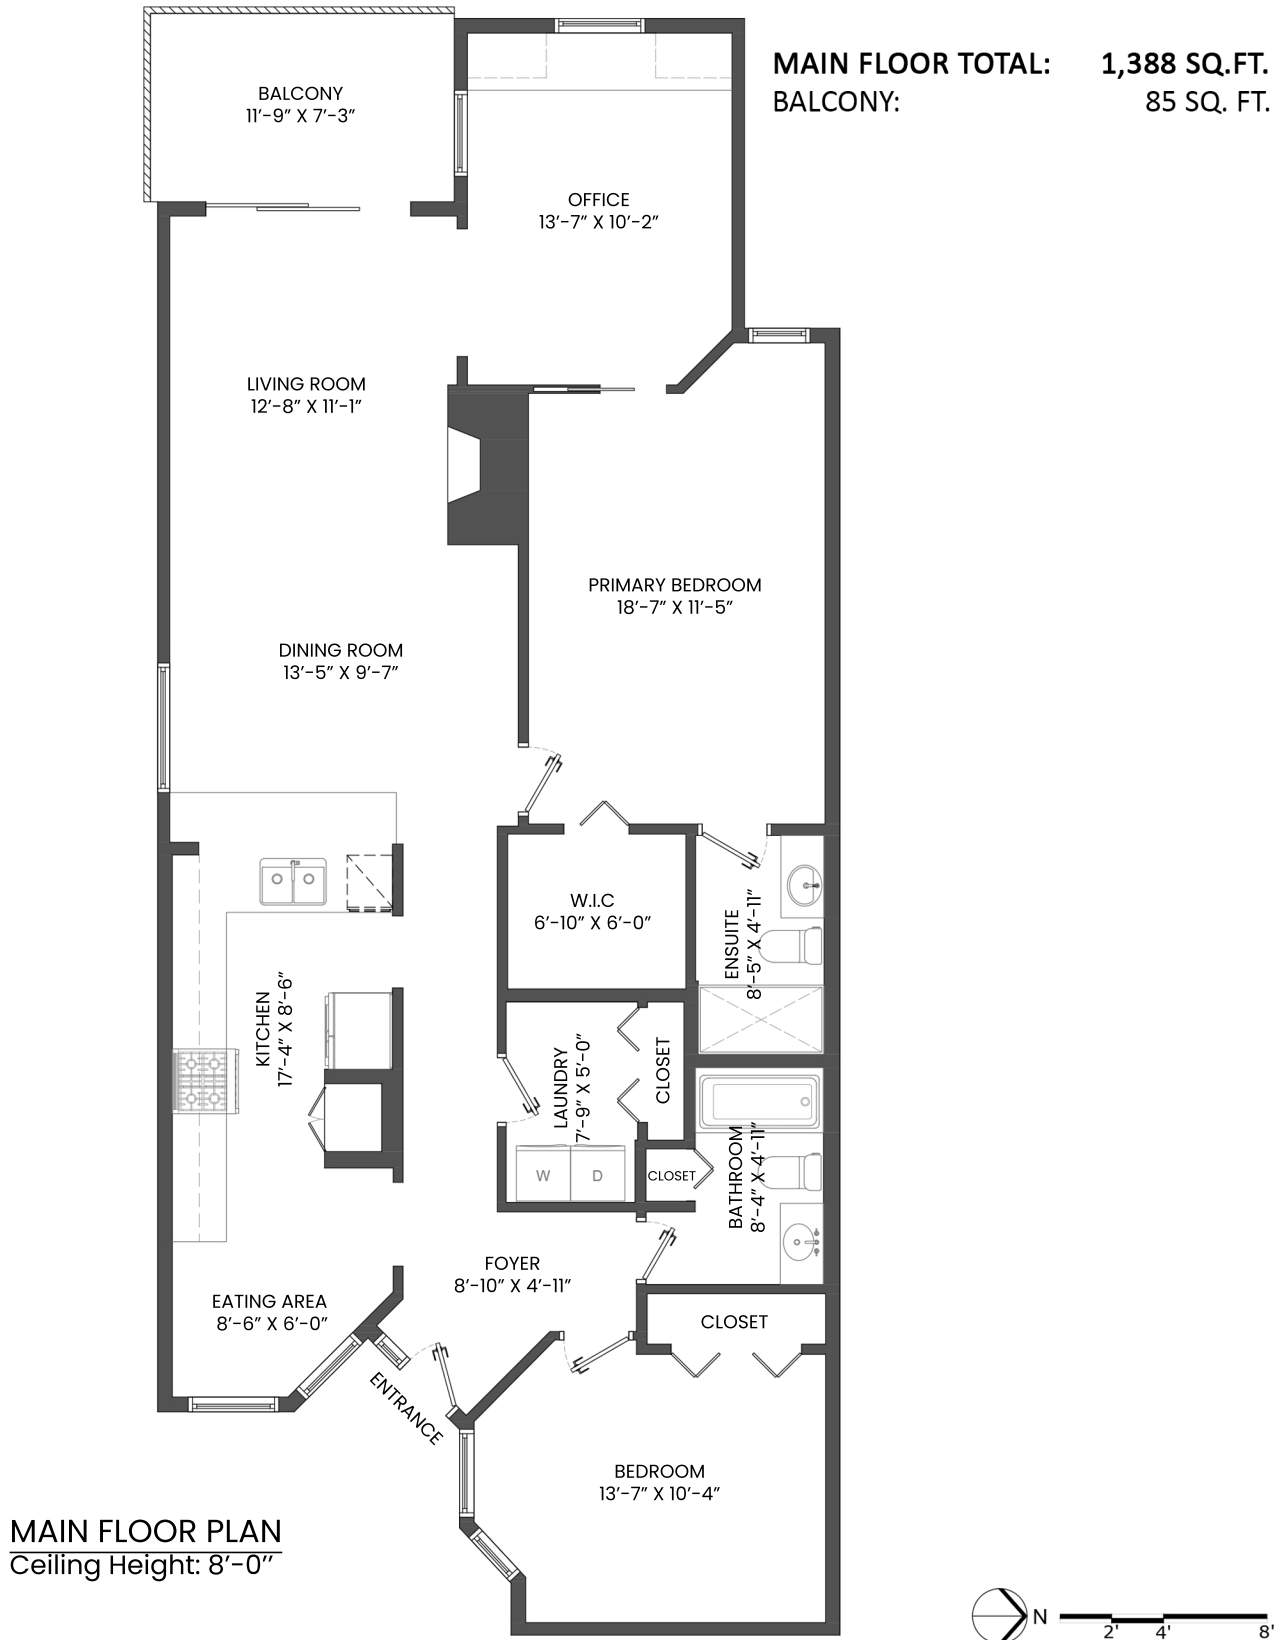 MAIN FLOOR TOTAL: 1,388 SQ.FT.
BALCONY: 85 SQ. FT.
BALCONY
11’-9” X 7’-3”
OFFICE
13’-7” X 10’-2”
LIVING ROOM
12’-8” X 11’-1”
PRIMARY BEDROOM
18’-7” X 11’-5”
DINING ROOM
13’-5” X 9’-7”
W.I.C
6’-10” X 6’-0”
ENSUITE
8’-5” X 4’-11”
KITCHEN
17’-4” X 8’-6”
LAUNDRY
7’-9” X 5’-0”
CLOSET
W D
CLOSET
BATHROOM
8’-4” X 4’-11”
FOYER
8’-10” X 4’-11”
EATING AREA
8’-6” X 6’-0”
CLOSET
ENTRANCE
BEDROOM
13’-7” X 10’-4”
MAIN FLOOR PLAN
Ceiling Height: 8’-0’’
N
2' 4' 8'